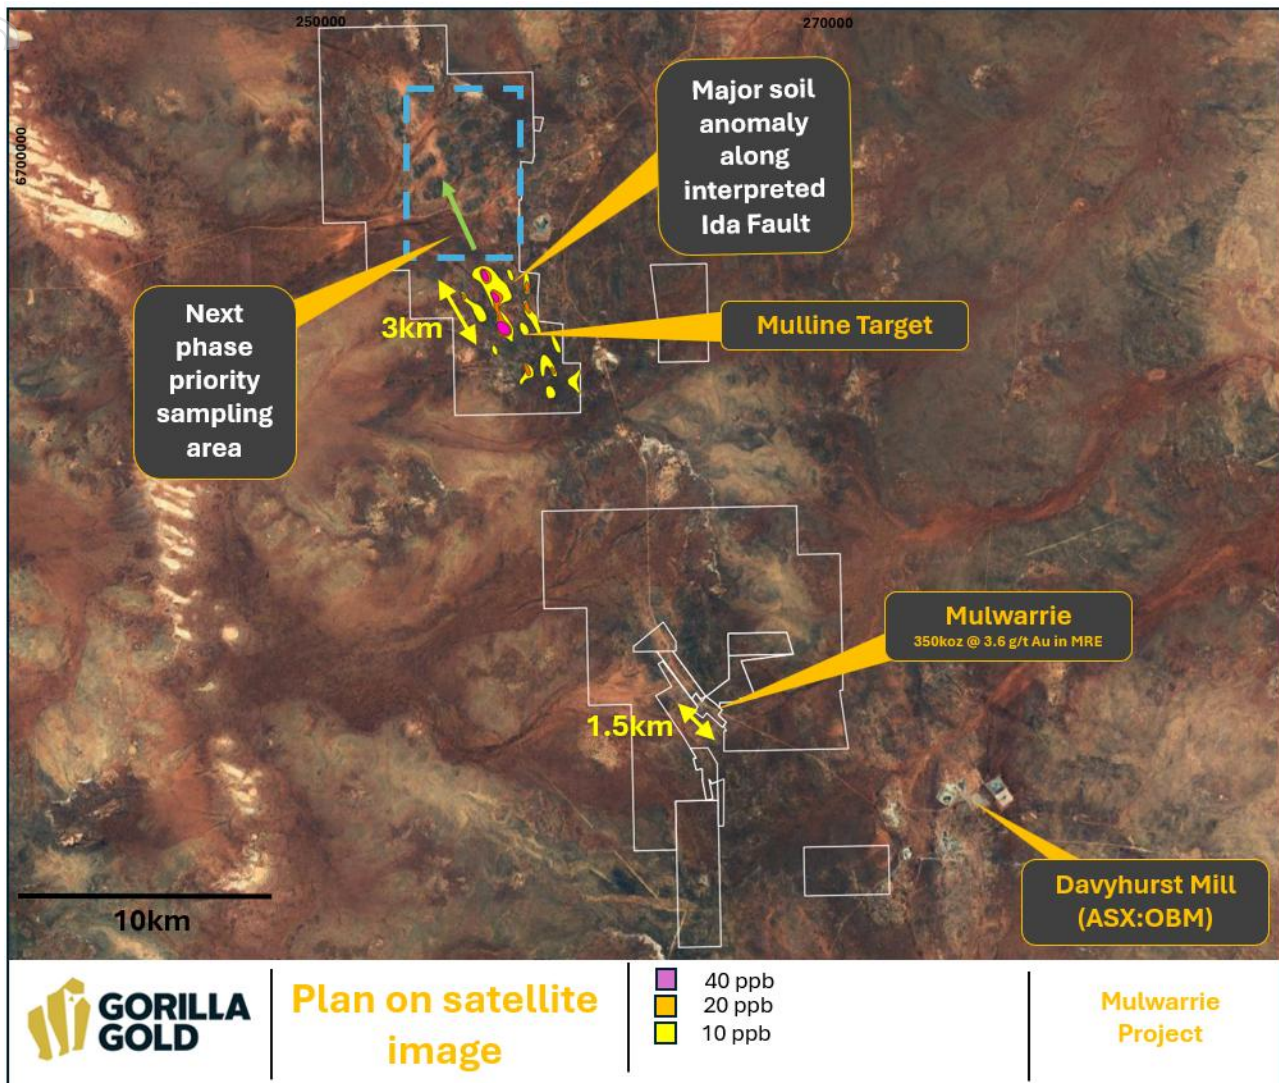 250000
270000
6700000
Major soil
anomaly
along
interpreted
Ida Fault
Next
phase
priority
sampling
area
3km
Mulline Target
Mulwarrie
350koz @ 3.6 g/t Au in MRE
1.5km
Davyhurst Mill
(ASX:OBM)
10km
GORILLA
GOLD
Plan on satellite
image
40 ppb
20 ppb
10 ppb
Mulwarrie
Project